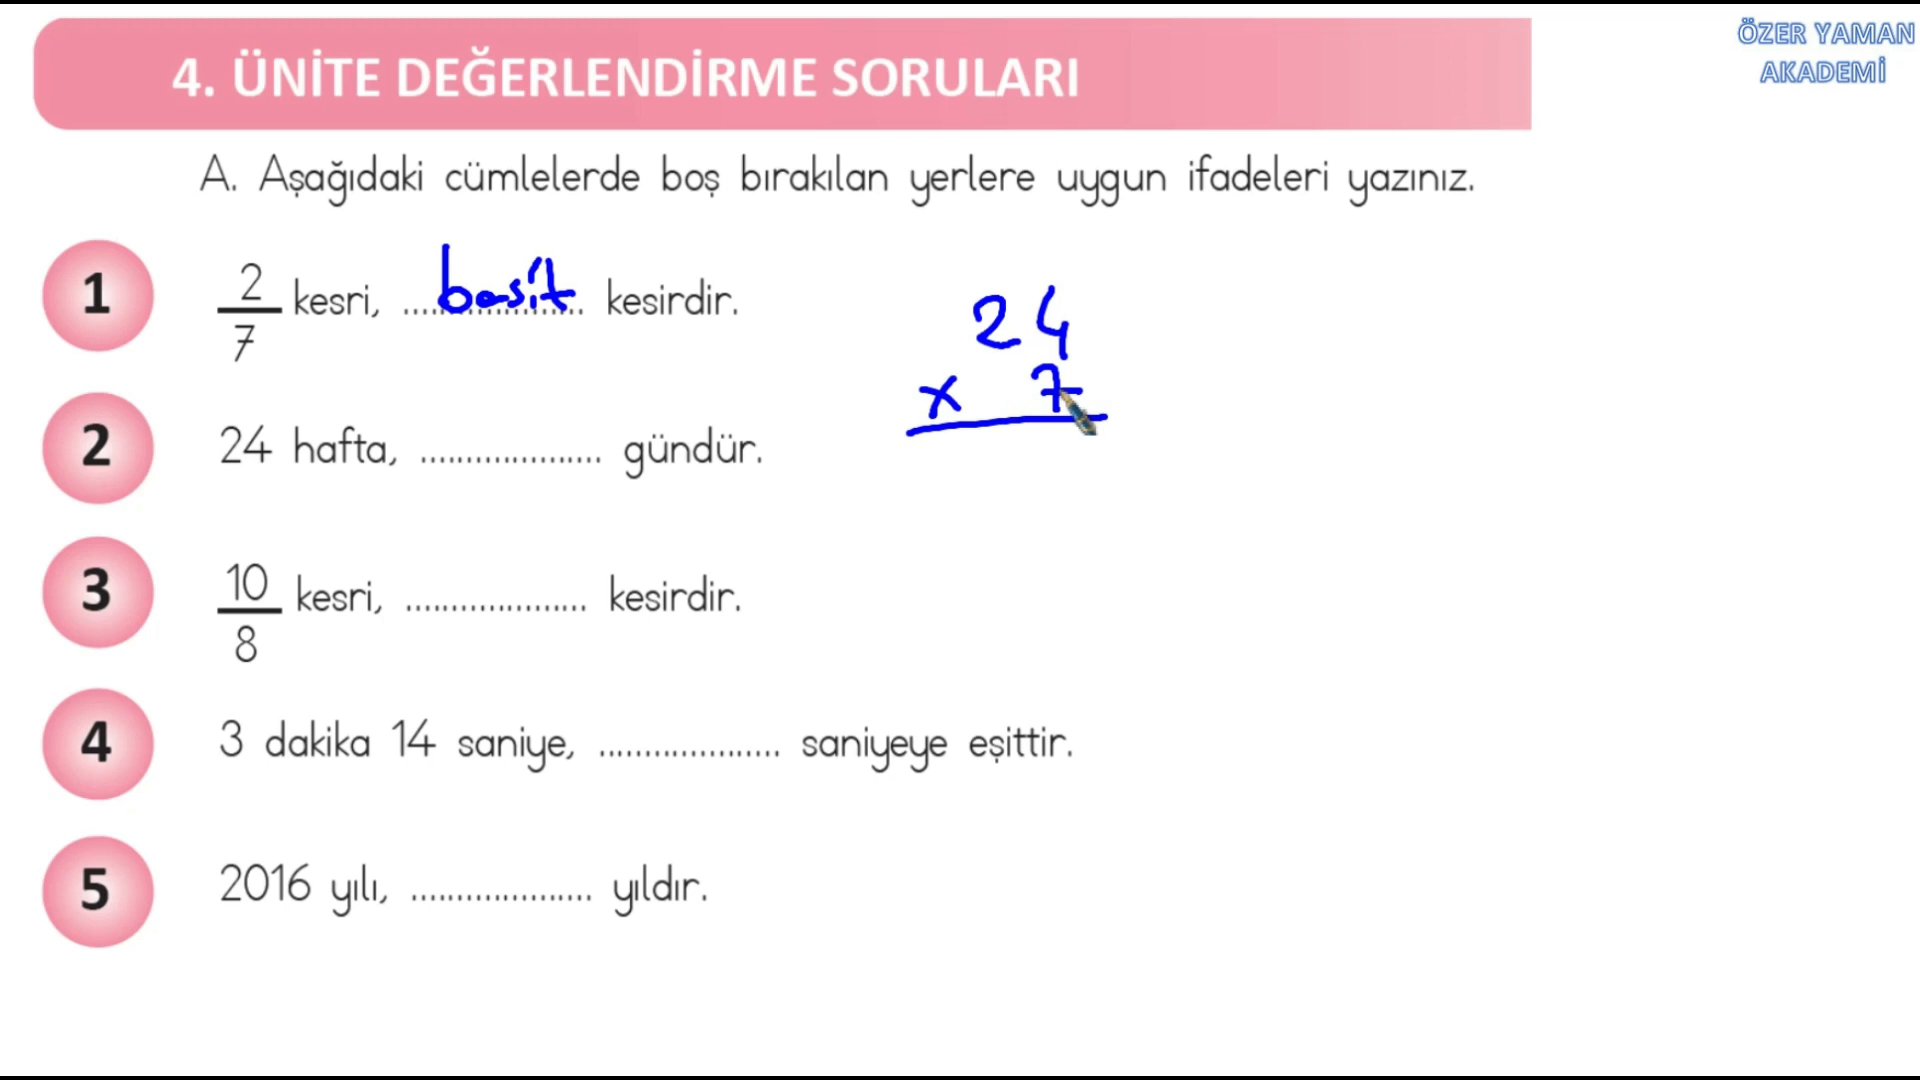 4. ÜNİTE DEĞERLENDİRME SORULARI
ÖZER YAMAN
AKADEMİ
A. Aşağıdaki cümlelerde boş bırakılan yerlere uygun ifadeleri yazınız.
1 2/7 kesri, ....basit.... kesirdir.
24
x 7
2 24 hafta, .................... gündür.
3 10/8 kesri, .................... kesirdir.
4 3 dakika 14 saniye, .................... saniyeye eşittir.
5 2016 yılı, .................... yıldır.